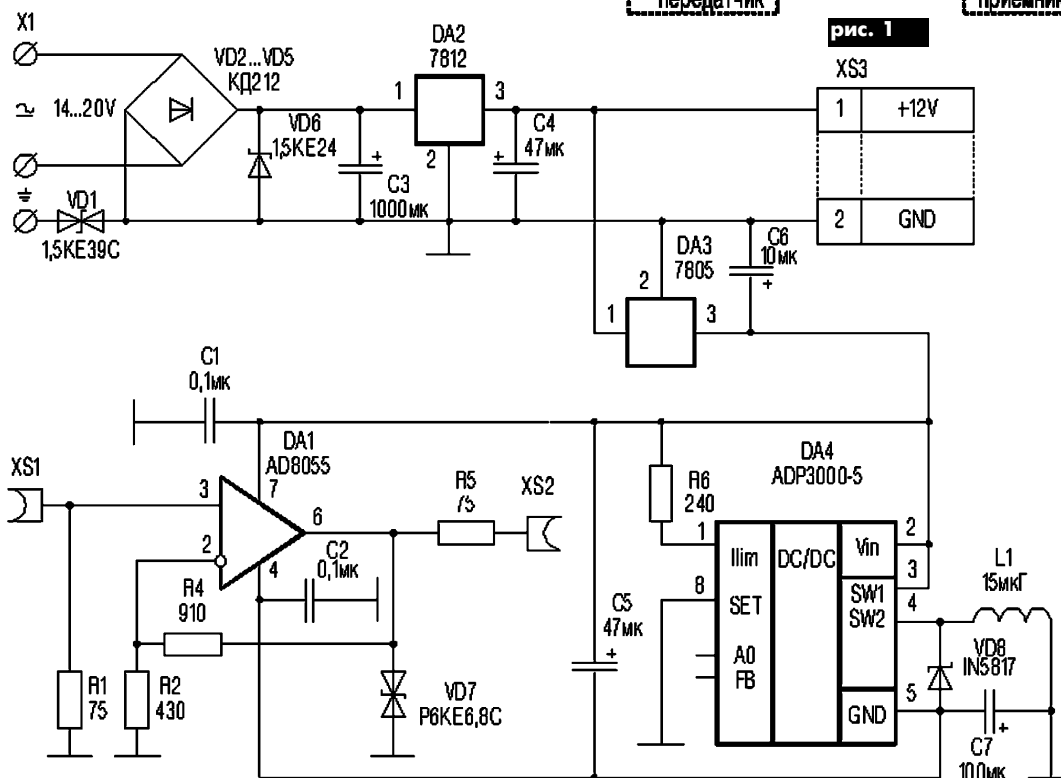 передатчик
приемник
рис. 1
X1
VD2...VD5
КД212
DA2
7812
XS3
1
3
1
+12V
14...20V
VD6
1,5KE24
C4
47мк
+
+
2
C3
1000мк
VD1
1,5KE39C
2
GND
DA3
7805
C6
10мк
+
2
1
3
C1
0,1мк
DA1
AD8055
DA4
ADP3000-5
XS1
R5
75
XS2
R6
240
3
7
6
2
4
C2
0,1мк
R4
910
1
Ilim
DC/DC
Vin
2
3
L1
15мкГ
8
SET
SW1
SW2
4
C5
47мк
+
A0
FB
VD8
IN5817
R1
75
R2
430
VD7
P6KE6,8C
GND
5
+
C7
100мк